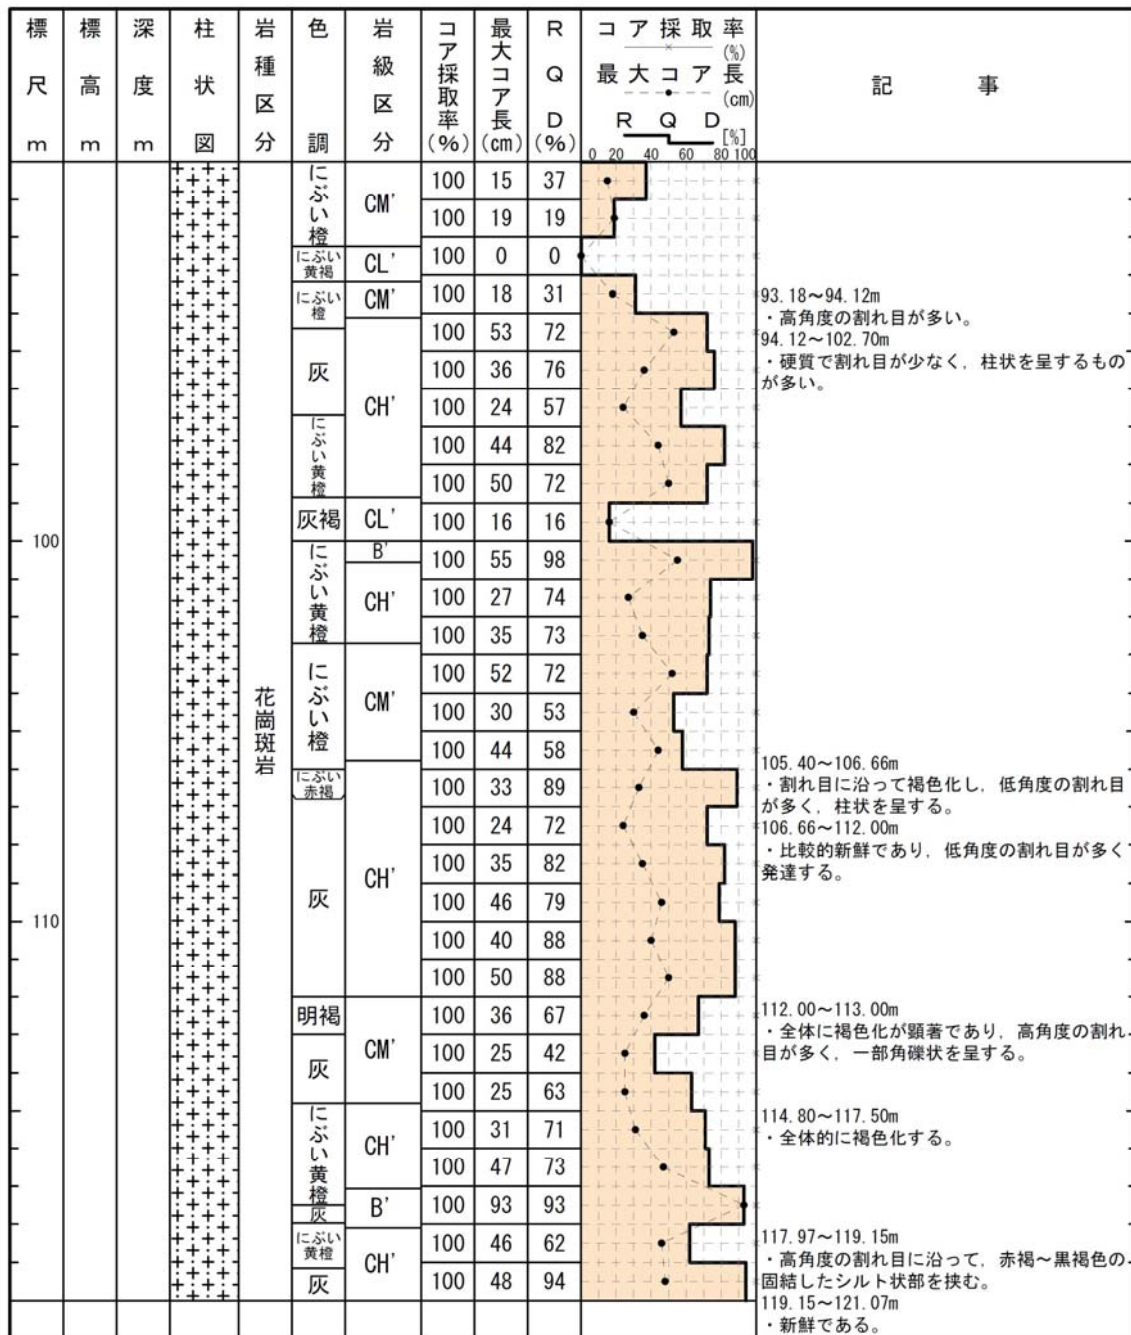 標尺m
標高m
深度m
柱状図
岩種区分
色調
岩級区分
コア採取率(%)
最大コア長(cm)
RQD(%)
コア採取率
(%)
最大コア長
(cm)
RQD
[%]
0 20 40 60 80 100
記事
花崗斑岩
100
110
にぶい橙
にぶい黄褐
にぶい橙
灰
にぶい黄橙
灰褐
にぶい黄橙
にぶい橙
にぶい赤褐
灰
明褐
灰
にぶい黄橙
灰
にぶい黄橙
灰
CM'
CL'
CM'
CH'
CL'
B'
CH'
CM'
CH'
CM'
CH'
B'
CH'
100 15 37
100 19 19
100 0 0
100 18 31
100 53 72
100 36 76
100 24 57
100 44 82
100 50 72
100 16 16
100 55 98
100 27 74
100 35 73
100 52 72
100 30 53
100 44 58
100 33 89
100 24 72
100 35 82
100 46 79
100 40 88
100 50 88
100 36 67
100 25 42
100 25 63
100 31 71
100 47 73
100 93 93
100 46 62
100 48 94
93.18～94.12m
・高角度の割れ目が多い。
94.12～102.70m
・硬質で割れ目が少なく，柱状を呈するもの
が多い。
105.40～106.66m
・割れ目に沿って褐色化し，低角度の割れ目
が多く，柱状を呈する。
106.66～112.00m
・比較的新鮮であり，低角度の割れ目が多く
発達する。
112.00～113.00m
・全体に褐色化が顕著であり，高角度の割れ
目が多く，一部角礫状を呈する。
114.80～117.50m
・全体的に褐色化する。
117.97～119.15m
・高角度の割れ目に沿って，赤褐～黒褐色の
固結したシルト状部を挟む。
119.15～121.07m
・新鮮である。